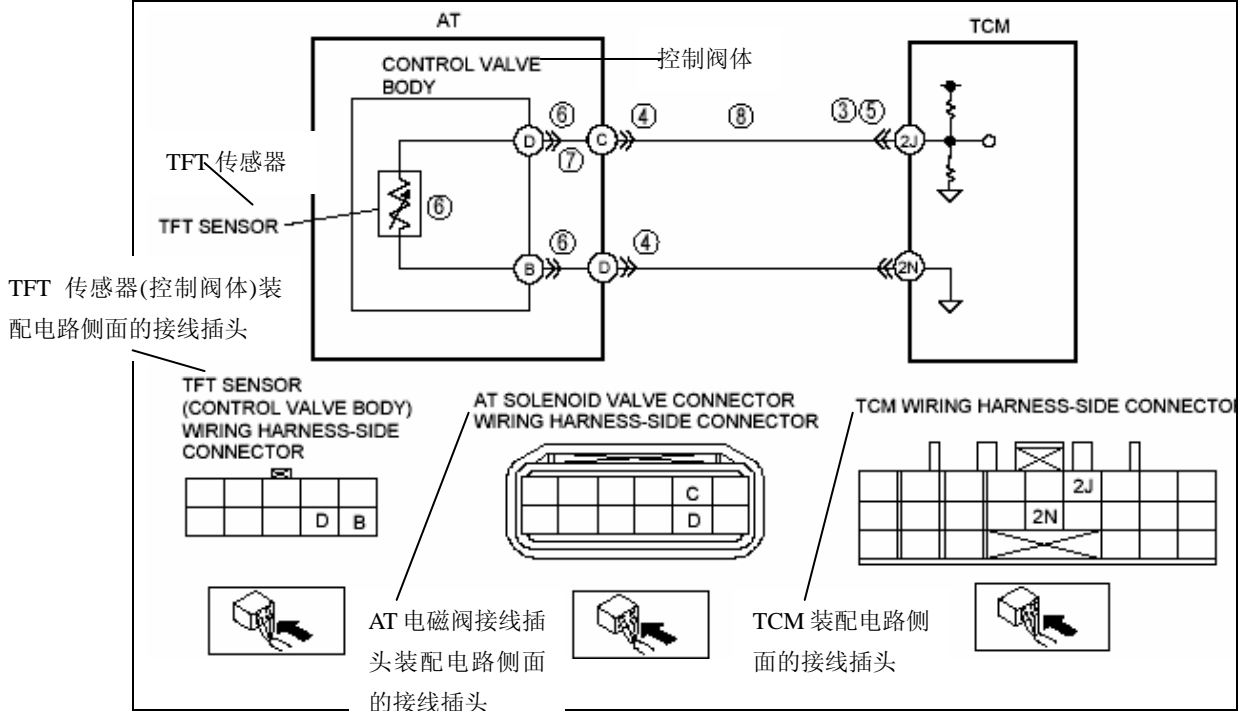 AT
TCM
CONTROL VALVE
BODY
控制阀体
⑥
④
⑧
③⑤
D
C
2J
⑦
TFT 传感器
⑥
TFT SENSOR
⑥
④
B
D
2N
TFT 传感器(控制阀体)装
配电路侧面的接线插头
TFT SENSOR
(CONTROL VALVE BODY)
WIRING HARNESS-SIDE
CONNECTOR
AT SOLENOID VALVE CONNECTOR
WIRING HARNESS-SIDE CONNECTOR
TCM WIRING HARNESS-SIDE CONNECTOR
D B
C
D
2J
2N
AT 电磁阀接线插
头装配电路侧面
的接线插头
TCM 装配电路侧
面的接线插头